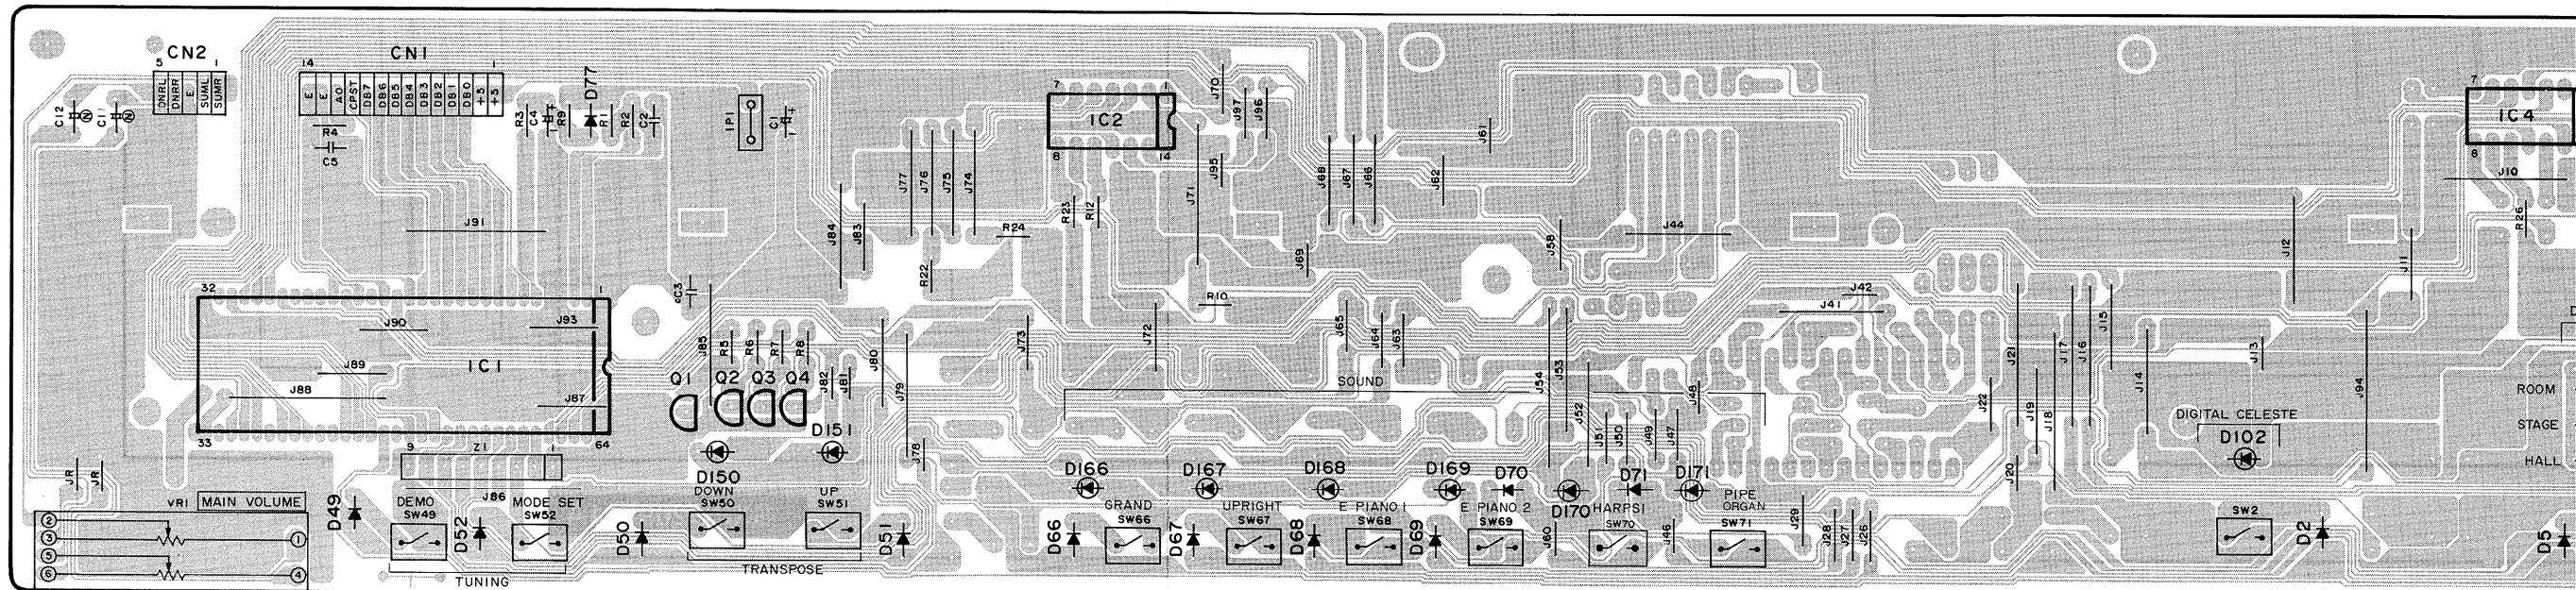 CN2
5 1
DNRL
DNRR
E
SUML
SUMR
C12
C11
CN1
14 1
E
E
AO
CPST
DB7
DB6
DB5
DB4
DB3
DB2
DB1
DB0
+5
+5
R4
C5
R3
C4
R9
D77
R1
R2
C2
IP1
C1
J91
7 1
IC2
8 14
J70
J97
J96
J95
J71
J77
J76
J75
J74
R23
R12
R24
R22
J84
J83
J68
J67
J66
J62
J61
J69
J58
J44
7
IC4
8
J10
R26
J12
J11
32 1
J90
J93
J89
IC1
J88
J87
33 64
C3
J85
R5
R6
R7
R8
Q1
Q2
Q3
Q4
J82
J81
J80
J79
J78
J73
J72
R10
J65
J64
J63
SOUND
J54
J53
J52
J51
J50
J49
J47
J48
J42
J41
J21
J22
J19
J18
J17
J16
J15
J14
J13
J20
J94
ROOM
STAGE
HALL
DIGITAL CELESTE
D102
9 Z1 1
J86
JR
JR
VR1 MAIN VOLUME
2
3
5
6
1
4
D49
DEMO
SW49
D52
MODE SET
SW52
TUNING
D50
D150
DOWN
SW50
D151
UP
SW51
TRANSPOSE
D51
D166
GRAND
SW66
D66
D167
UPRIGHT
SW67
D67
D168
E PIANO 1
SW68
D68
D169
E PIANO 2
SW69
D69
D70
D170
J60
HARPSI
SW70
D71
J46
D171
PIPE
ORGAN
SW71
J29
J28
J27
J26
SW2
D2
D5